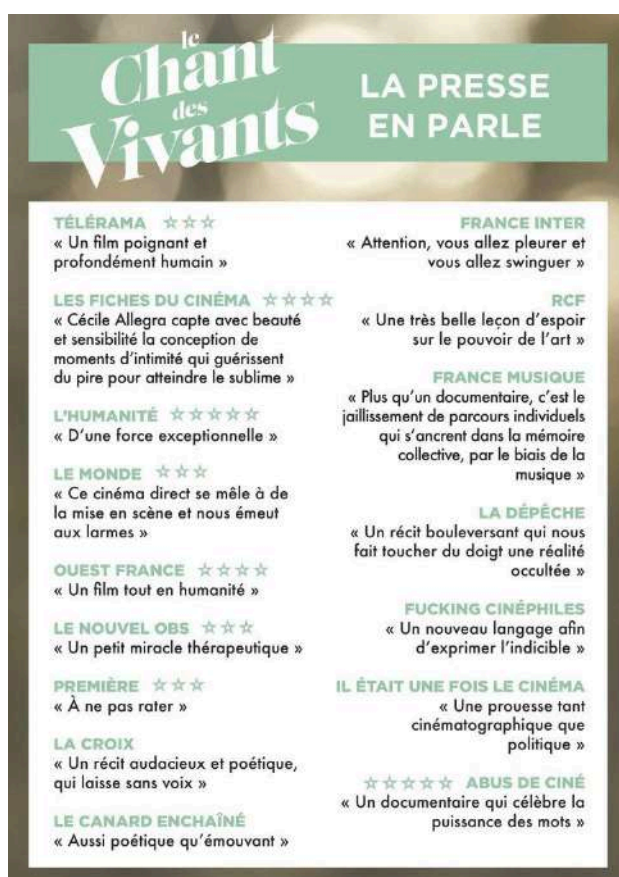 le
Chant
des
Vivants
LA PRESSE
EN PARLE
TÉLÉRAMA ☆☆☆
« Un film poignant et
profondément humain »
LES FICHES DU CINÉMA ☆☆☆☆
« Cécile Allegra capte avec beauté
et sensibilité la conception de
moments d'intimité qui guérissent
du pire pour atteindre le sublime »
L'HUMANITÉ ☆☆☆☆☆
« D'une force exceptionnelle »
LE MONDE ☆☆☆
« Ce cinéma direct se mêle à de
la mise en scène et nous émeut
aux larmes »
OUEST FRANCE ☆☆☆☆
« Un film tout en humanité »
LE NOUVEL OBS ☆☆☆
« Un petit miracle thérapeutique »
PREMIÈRE ☆☆☆
« À ne pas rater »
LA CROIX
« Un récit audacieux et poétique,
qui laisse sans voix »
LE CANARD ENCHAÎNÉ
« Aussi poétique qu'émouvant »
FRANCE INTER
« Attention, vous allez pleurer et
vous allez swinguer »
RCF
« Une très belle leçon d'espoir
sur le pouvoir de l'art »
FRANCE MUSIQUE
« Plus qu'un documentaire, c'est le
jaillissement de parcours individuels
qui s'ancrent dans la mémoire
collective, par le biais de la
musique »
LA DÉPÊCHE
« Un récit bouleversant qui nous
fait toucher du doigt une réalité
occultée »
FUCKING CINÉPHILES
« Un nouveau langage afin
d'exprimer l'indicible »
IL ÉTAIT UNE FOIS LE CINÉMA
« Une prouesse tant
cinématographique que
politique »
☆☆☆☆☆ ABUS DE CINÉ
« Un documentaire qui célèbre la
puissance des mots »